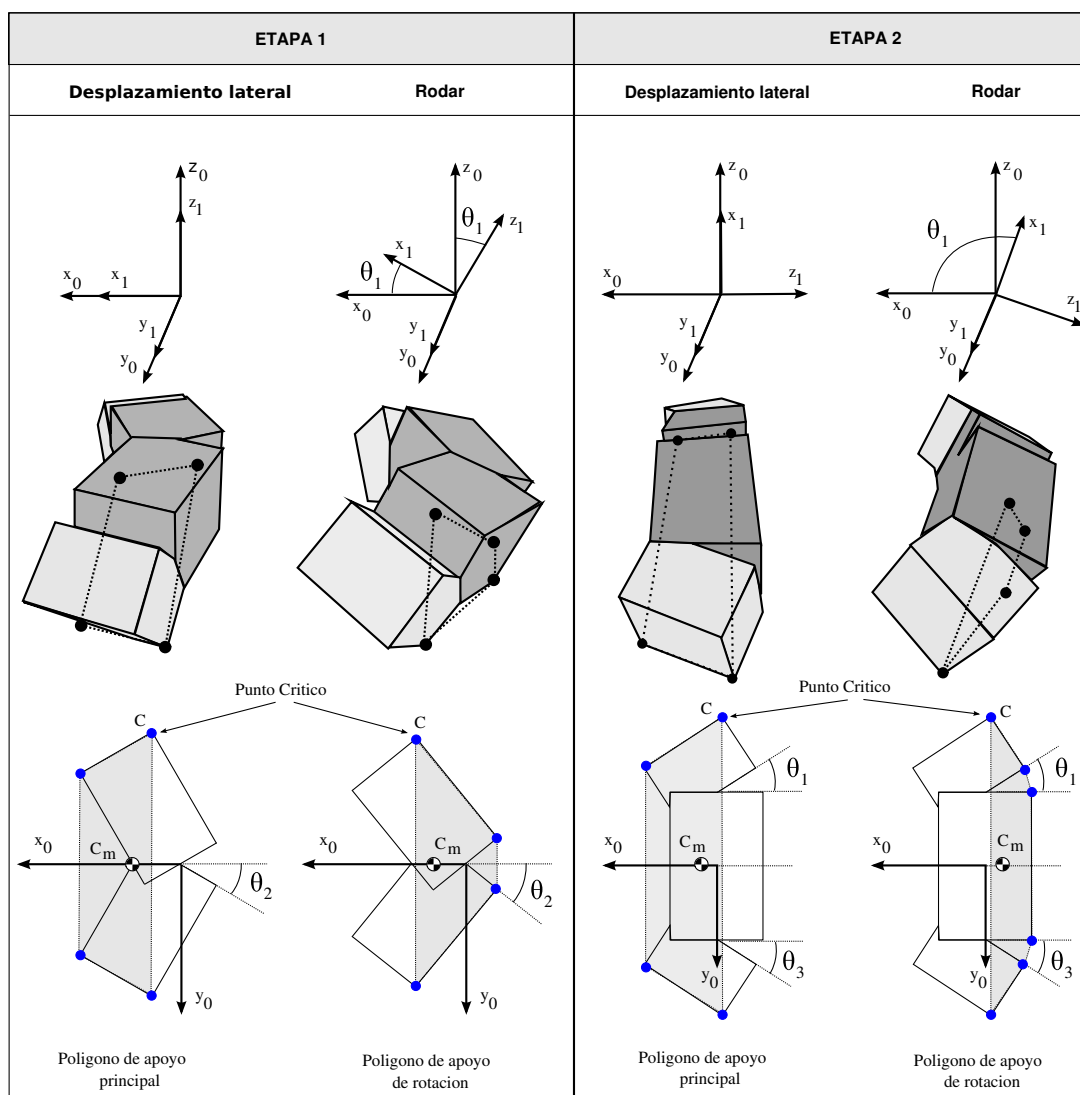 ETAPA 1
ETAPA 2
Desplazamiento lateral
Rodar
Desplazamiento lateral
Rodar
z0
z1
x0
x1
y1
y0
z0
θ1
z1
x1
θ1
x0
y1
y0
x1
x0
z1
y1
y0
z0
θ1
x1
x0
z1
y1
y0
Punto Critico
Punto Critico
C
C
C
C
x0
Cm
θ2
y0
x0
Cm
θ2
y0
θ1
x0
Cm
θ3
y0
θ1
x0
Cm
θ3
y0
Poligono de apoyo
principal
Poligono de apoyo
de rotacion
Poligono de apoyo
principal
Poligono de apoyo
de rotacion